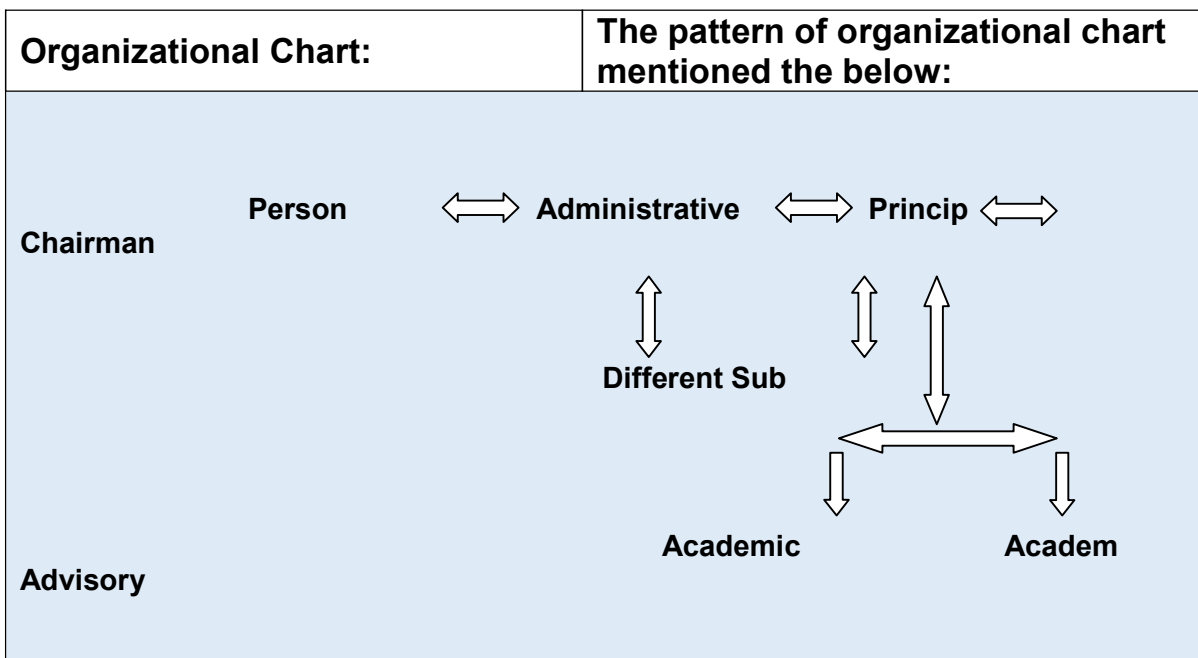 Organizational Chart:
The pattern of organizational chart
mentioned the below:
Person Administrative Princip
Chairman
Different Sub
Academic Academ
Advisory